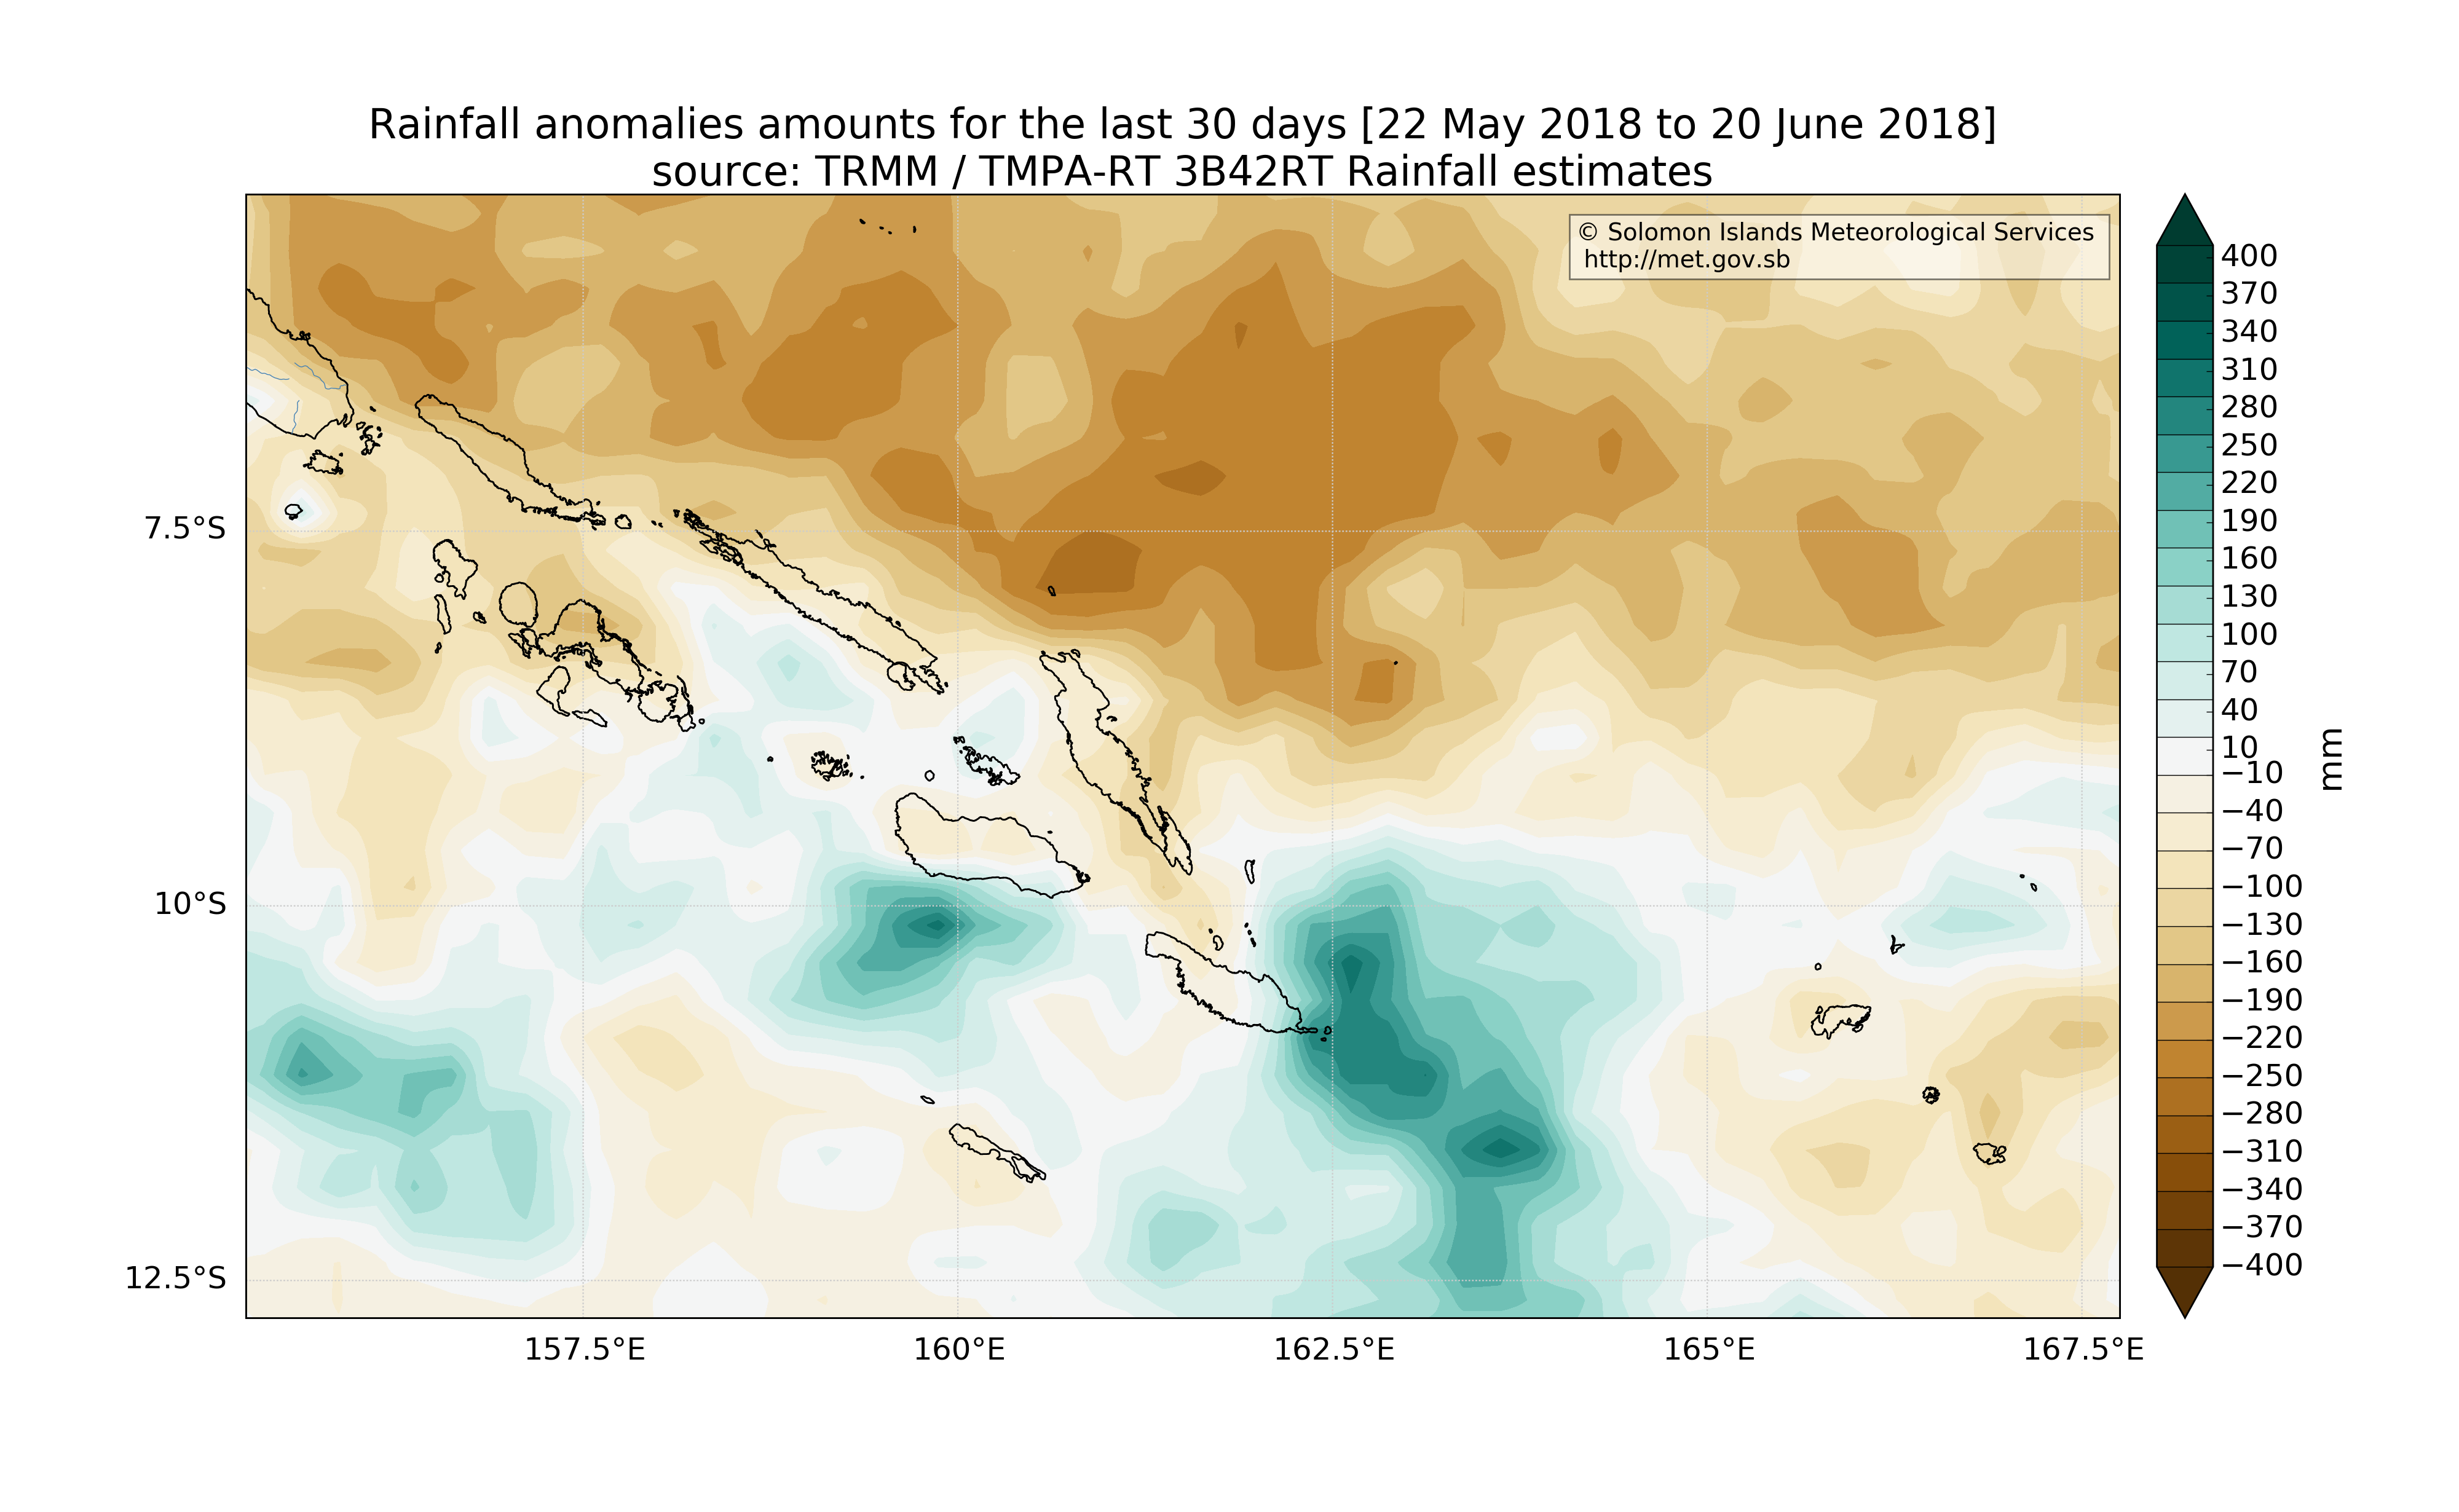 Rainfall anomalies amounts for the last 30 days [22 May 2018 to 20 June 2018]
source: TRMM / TMPA-RT 3B42RT Rainfall estimates
© Solomon Islands Meteorological Services
http://met.gov.sb
7.5°S
10°S
12.5°S
157.5°E
160°E
162.5°E
165°E
167.5°E
400
370
340
310
280
250
220
190
160
130
100
70
40
10
−10
−40
−70
−100
−130
−160
−190
−220
−250
−280
−310
−340
−370
−400
mm